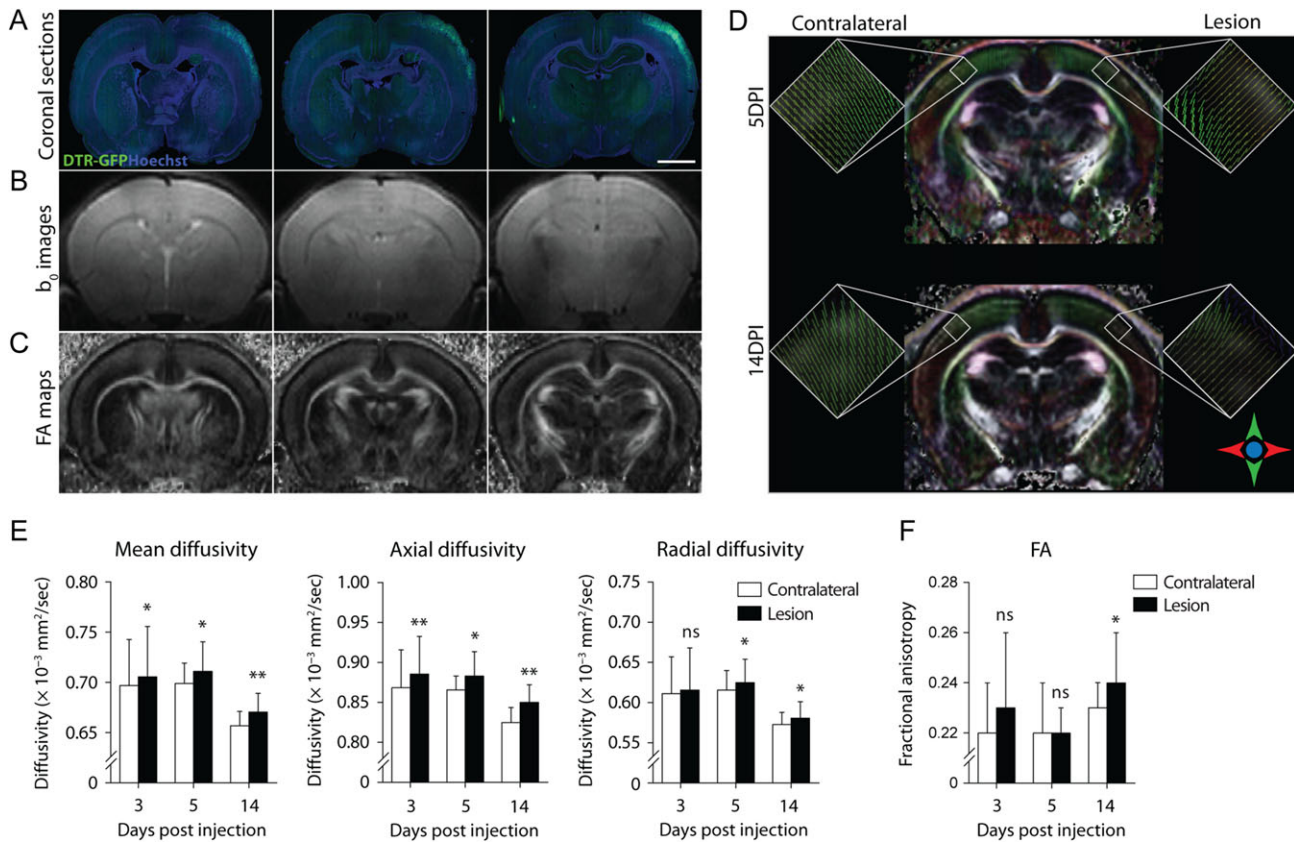 A
Coronal sections
DTR-GFP Hoechst
B
b0 images
C
FA maps
D
Contralateral
Lesion
5DPI
14DPI
E
Mean diffusivity
Diffusivity (× 10−3 mm2/sec)
0.80
0.75
0.70
0.65
0
*
*
**
3
5
14
Days post injection
Axial diffusivity
Diffusivity (× 10−3 mm2/sec)
1.00
0.95
0.90
0.85
0.80
0
**
*
**
3
5
14
Days post injection
Radial diffusivity
Diffusivity (× 10−3 mm2/sec)
0.75
0.70
0.65
0.60
0.55
0
Contralateral
Lesion
ns
*
*
3
5
14
Days post injection
F
FA
Fractional anisotropy
0.28
0.26
0.24
0.22
0
Contralateral
Lesion
ns
ns
*
3
5
14
Days post injection